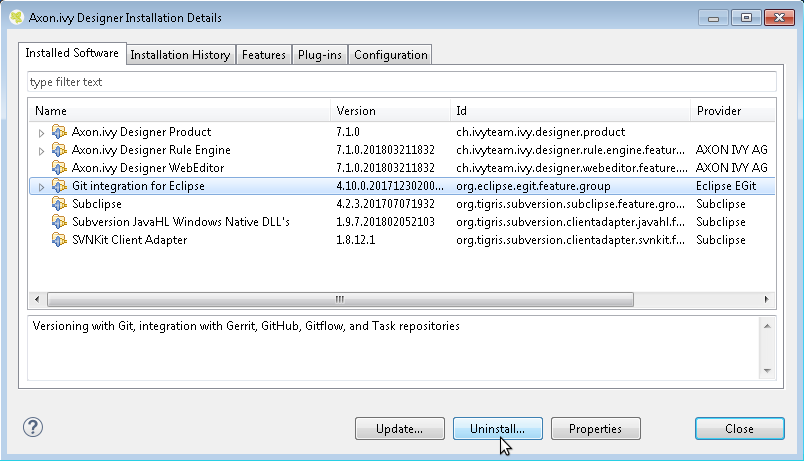 Axon.ivy Designer Installation Details
Installed Software Installation History Features Plug-ins Configuration
type filter text
Name Version Id Provider
Axon.ivy Designer Product 7.1.0 ch.ivyteam.ivy.designer.product
Axon.ivy Designer Rule Engine 7.1.0.201803211832 ch.ivyteam.ivy.designer.rule.engine.featur... AXON IVY AG
Axon.ivy Designer WebEditor 7.1.0.201803211832 ch.ivyteam.ivy.designer.webeditor.feature.... AXON IVY AG
Git integration for Eclipse 4.10.0.20171230200... org.eclipse.egit.feature.group Eclipse EGit
Subclipse 4.2.3.201707071932 org.tigris.subversion.subclipse.feature.gro... Subclipse
Subversion JavaHL Windows Native DLL's 1.9.7.201802052103 org.tigris.subversion.clientadapter.javahl.f... Subclipse
SVNKit Client Adapter 1.8.12.1 org.tigris.subversion.clientadapter.svnkit.f... Subclipse
Versioning with Git, integration with Gerrit, GitHub, Gitflow, and Task repositories
? Update... Uninstall... Properties Close